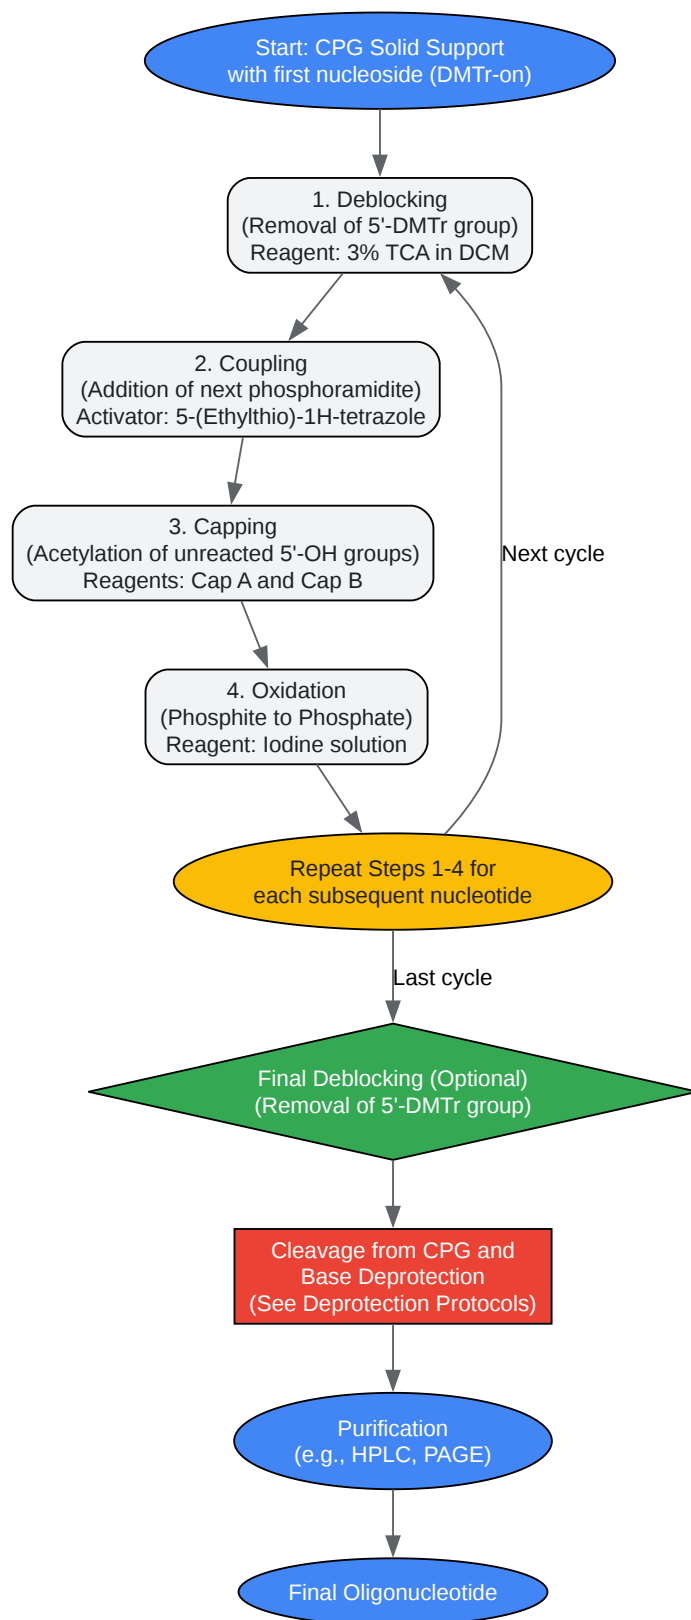 Start: CPG Solid Support
with first nucleoside (DMTr-on)
1. Deblocking
(Removal of 5'-DMTr group)
Reagent: 3% TCA in DCM
2. Coupling
(Addition of next phosphoramidite)
Activator: 5-(Ethylthio)-1H-tetrazole
3. Capping
(Acetylation of unreacted 5'-OH groups)
Reagents: Cap A and Cap B
Next cycle
4. Oxidation
(Phosphite to Phosphate)
Reagent: Iodine solution
Repeat Steps 1-4 for
each subsequent nucleotide
Last cycle
Final Deblocking (Optional)
(Removal of 5'-DMTr group)
Cleavage from CPG and
Base Deprotection
(See Deprotection Protocols)
Purification
(e.g., HPLC, PAGE)
Final Oligonucleotide